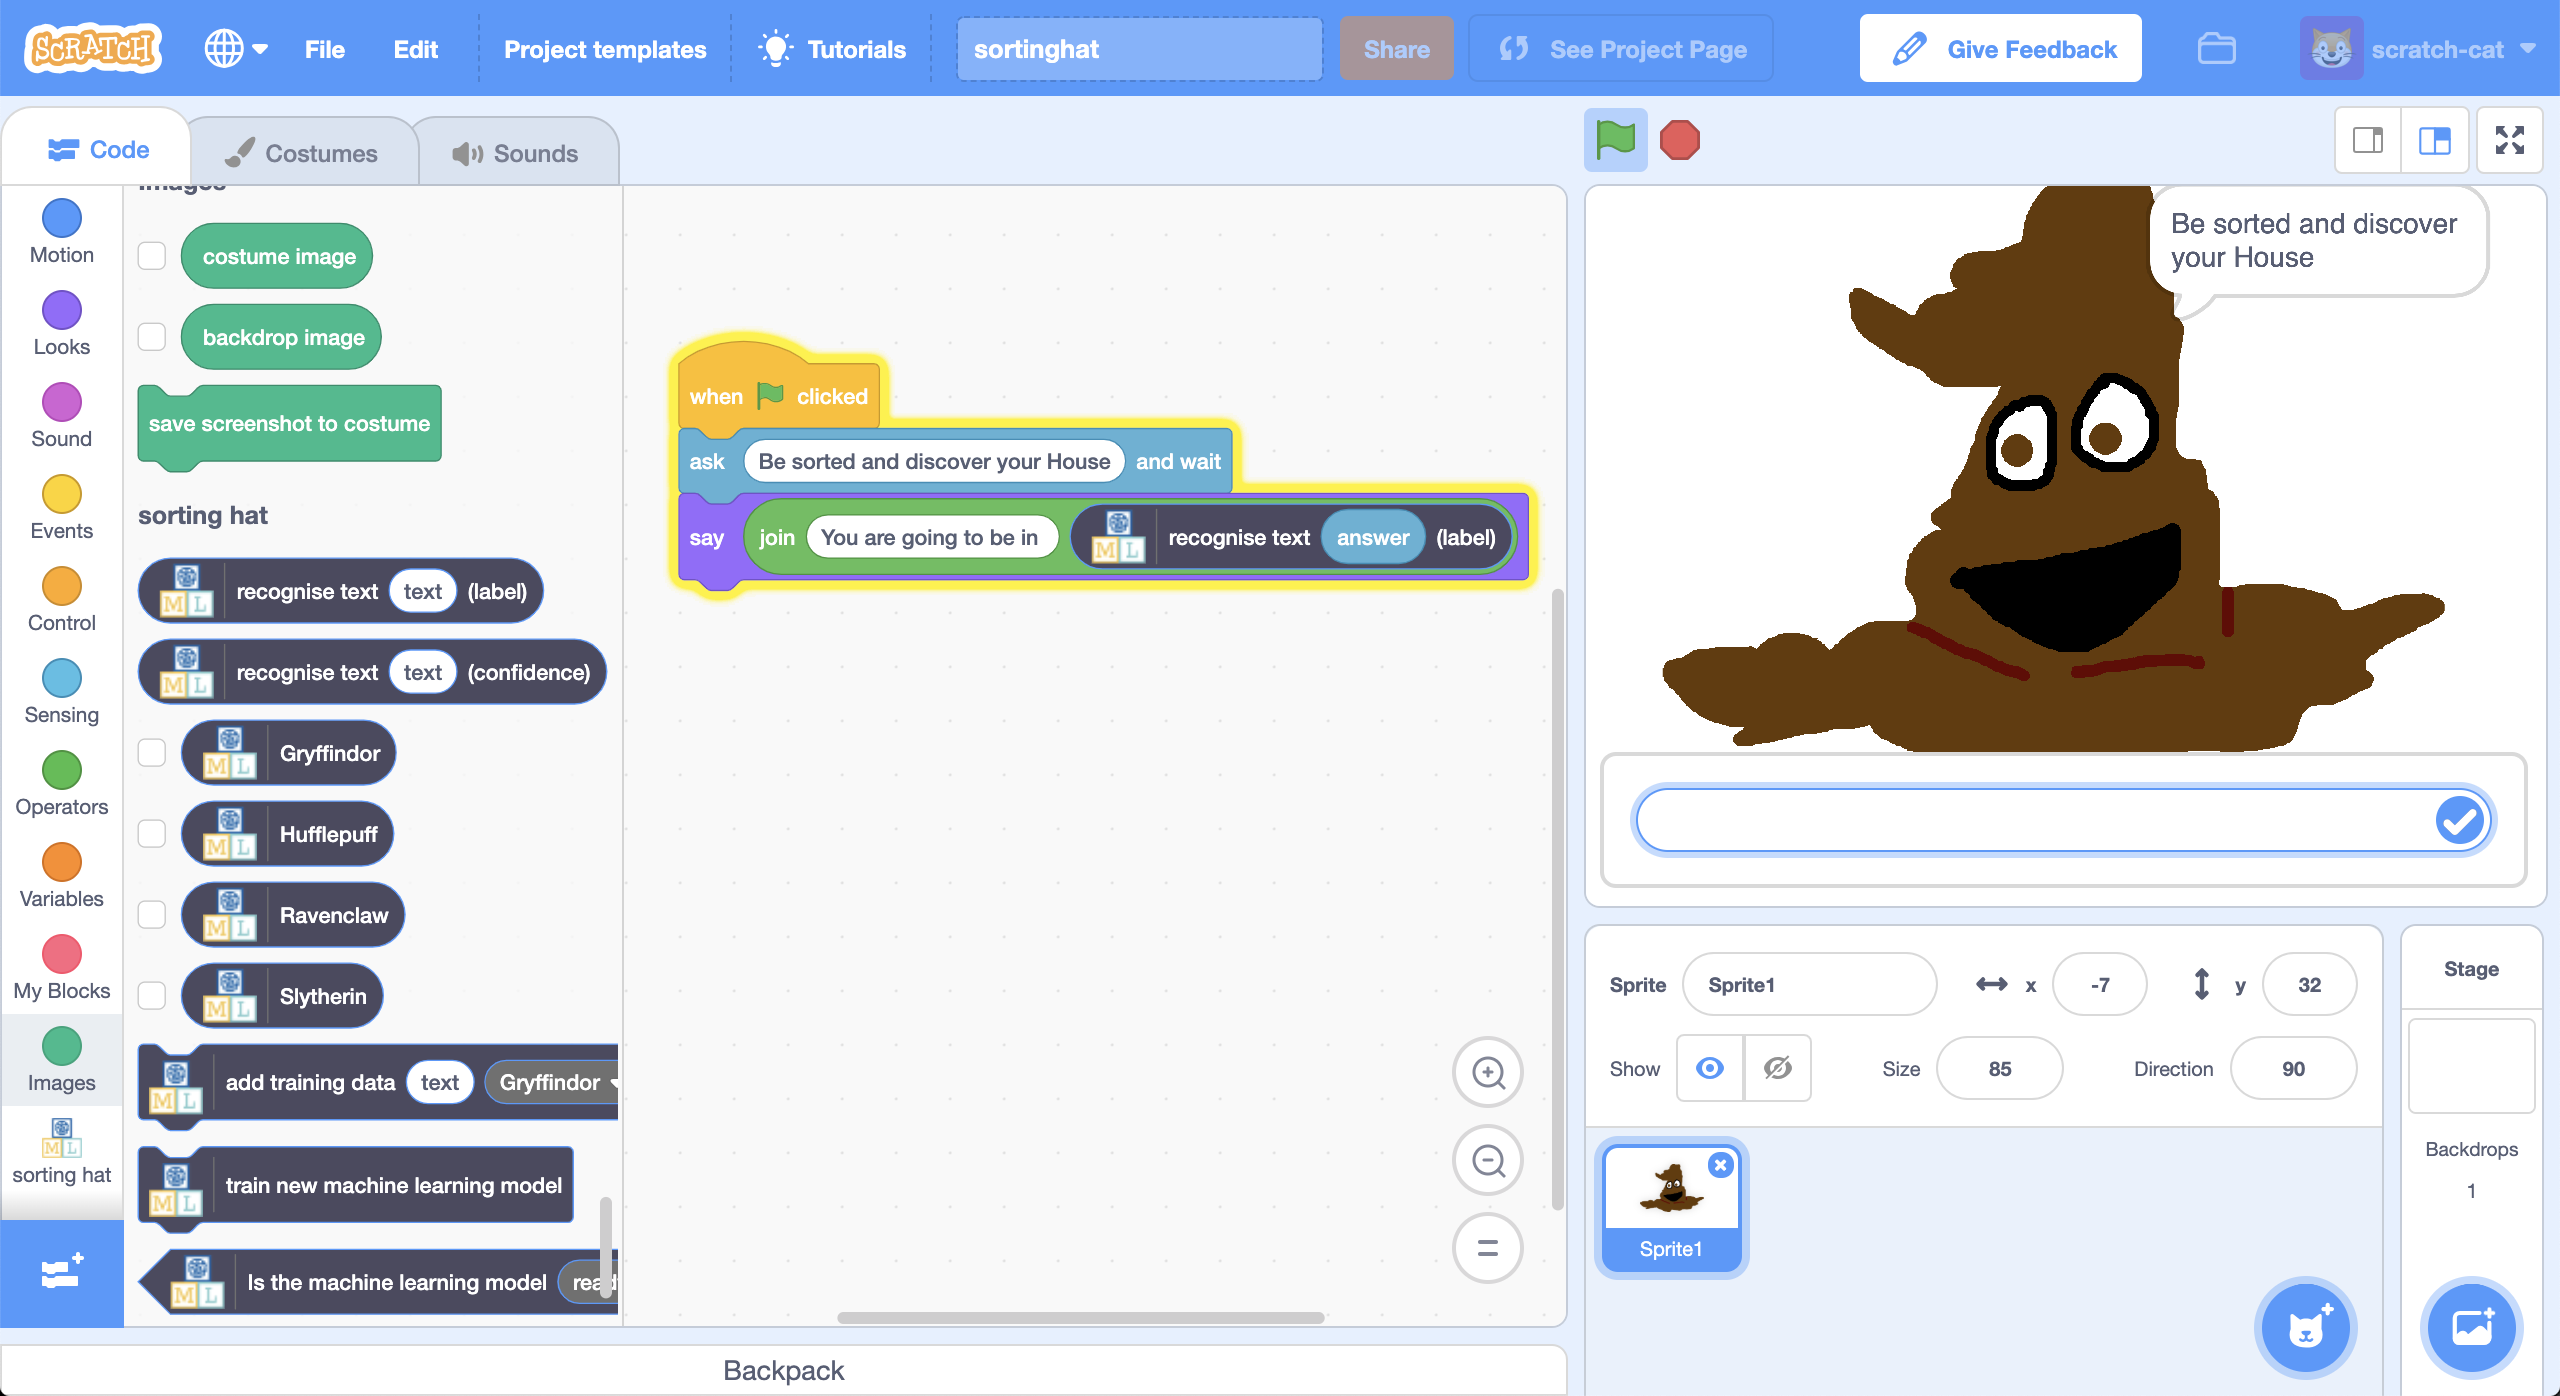 SCRATCH
File
Edit
Project templates
Tutorials
sortinghat
Share
See Project Page
Give Feedback
scratch-cat
Code
Costumes
Sounds
Motion
Looks
Sound
Events
Control
Sensing
Operators
Variables
My Blocks
Images
M L
sorting hat
Images
costume image
backdrop image
save screenshot to costume
sorting hat
M L recognise text text (label)
M L recognise text text (confidence)
M L Gryffindor
M L Hufflepuff
M L Ravenclaw
M L Slytherin
M L add training data text Gryffindor
M L train new machine learning model
M L Is the machine learning model read
when clicked
ask Be sorted and discover your House and wait
say join You are going to be in M L recognise text answer (label)
Be sorted and discover
your House
Sprite Sprite1 x -7 y 32
Show Size 85 Direction 90
Sprite1
Stage
Backdrops
1
Backpack